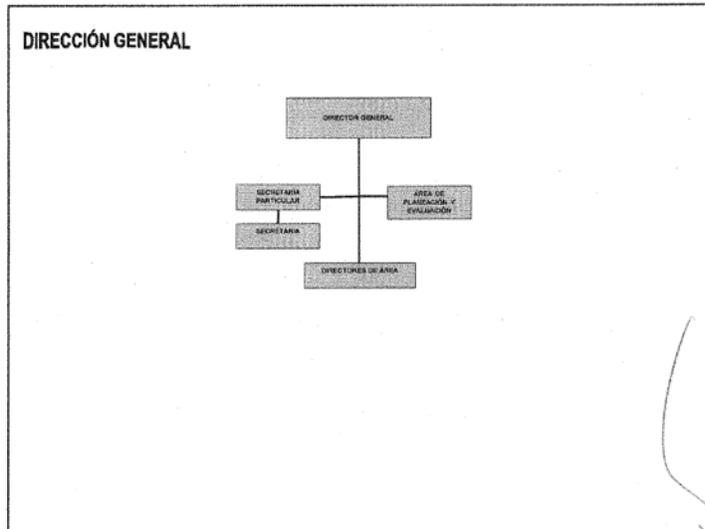 DIRECCIÓN GENERAL
DIRECTOR GENERAL
SECRETARIA
PARTICULAR
ÁREA DE
PLANEACIÓN Y
EVALUACIÓN
SECRETARIA
DIRECTORES DE ÁREA